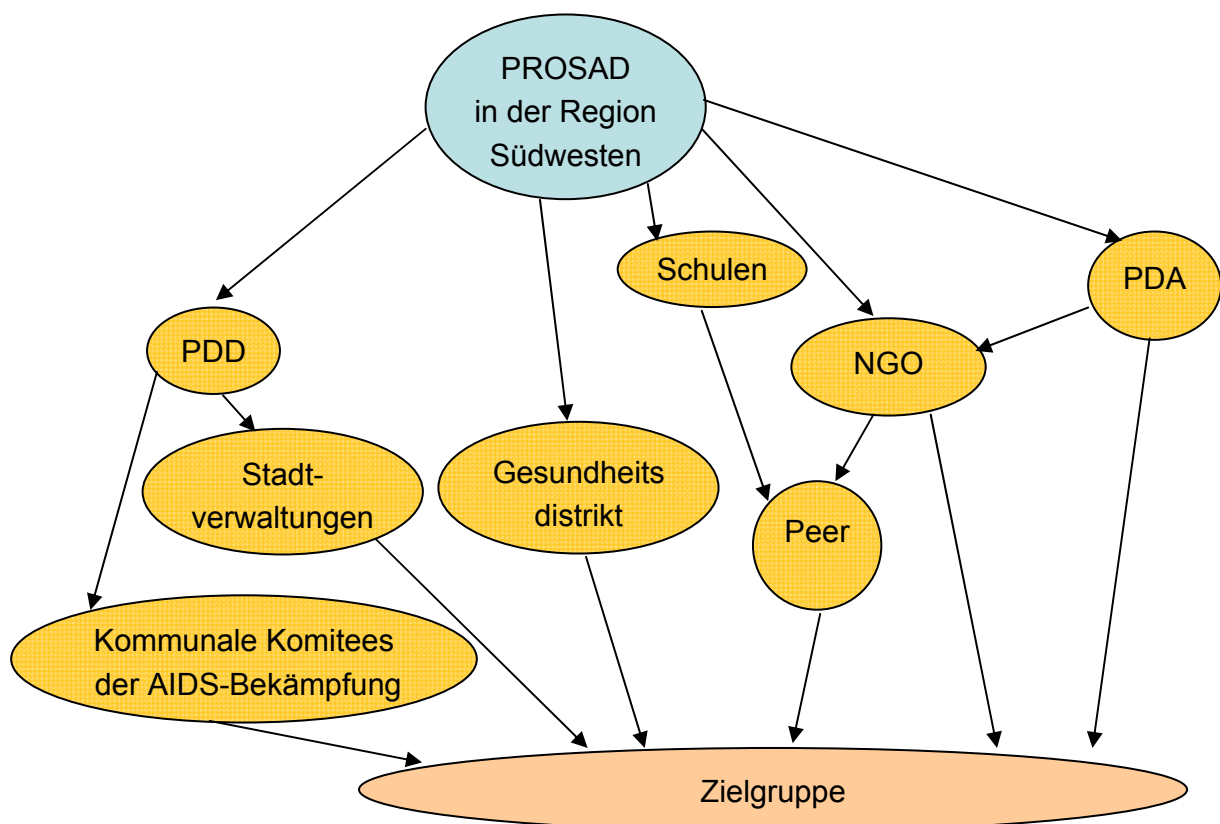 PROSAD
in der Region
Südwesten
Schulen
PDA
PDD
NGO
Stadt-
verwaltungen
Gesundheits
distrikt
Peer
Kommunale Komitees
der AIDS-Bekämpfung
Zielgruppe